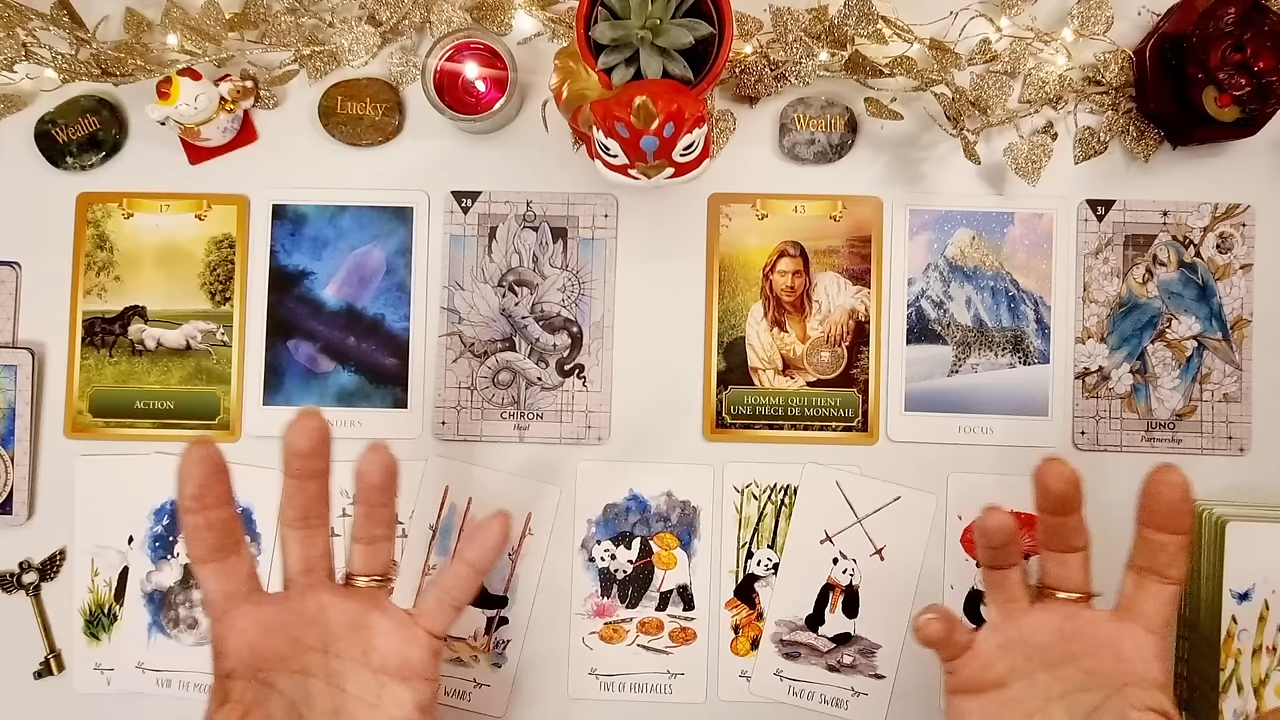 Wealth
Lucky
Wealth
17
ACTION
28
CHIRON
Heal
43
HOMME QUI TIENT
UNE PIÈCE DE MONNAIE
FOCUS
31
JUNO
Partnership
V
XVIII THE
WANDS
FIVE OF PENTACLES
TWO OF SWORDS